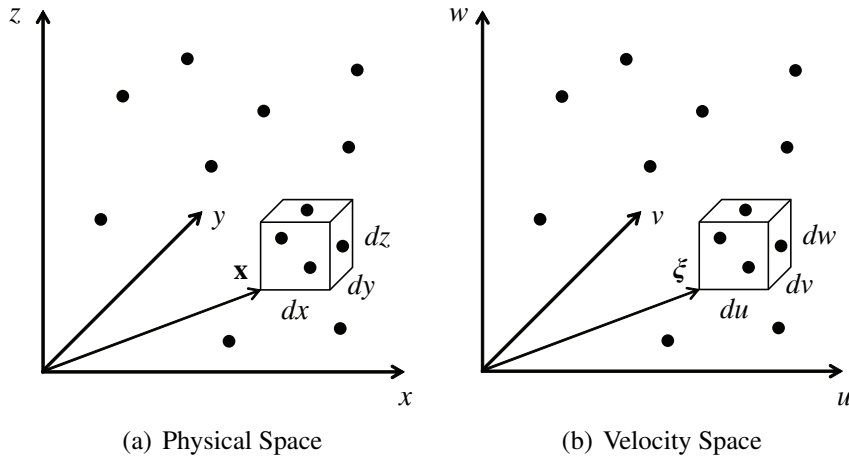 z
y
x
dx
dy
dz
x
(a) Physical Space
w
v
ξ
du
dv
dw
u
(b) Velocity Space